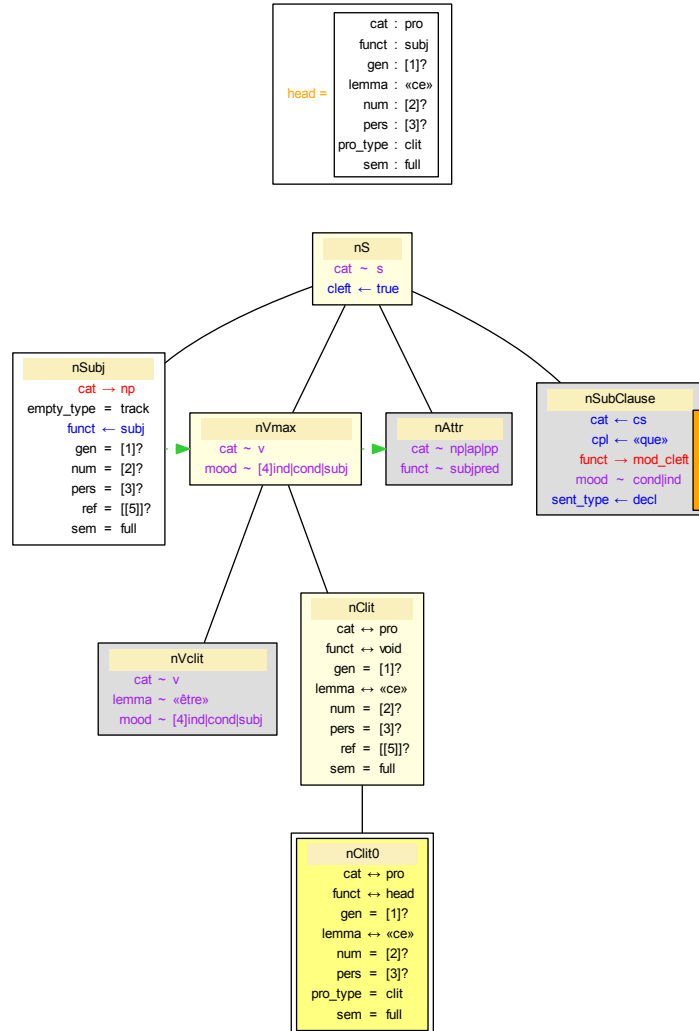 head =
cat : pro
funct : subj
gen : [1]?
lemma : «ce»
num : [2]?
pers : [3]?
pro_type : clit
sem : full
nS
cat ~ s
cleft ← true
nSubj
cat → np
empty_type = track
funct ← subj
gen = [1]?
num = [2]?
pers = [3]?
ref = [[5]]?
sem = full
nVmax
cat ~ v
mood ~ [4]ind|cond|subj
nAttr
cat ~ np|ap|pp
funct ~ subjpred
nSubClause
cat ← cs
cpl ← «que»
funct → mod_cleft
mood ~ cond|ind
sent_type ← decl
nVclit
cat ~ v
lemma ~ «être»
mood ~ [4]ind|cond|subj
nClit
cat ↔ pro
funct ↔ void
gen = [1]?
lemma ↔ «ce»
num = [2]?
pers = [3]?
ref = [[5]]?
sem = full
nClit0
cat ↔ pro
funct ↔ head
gen = [1]?
lemma ↔ «ce»
num = [2]?
pers = [3]?
pro_type = clit
sem = full